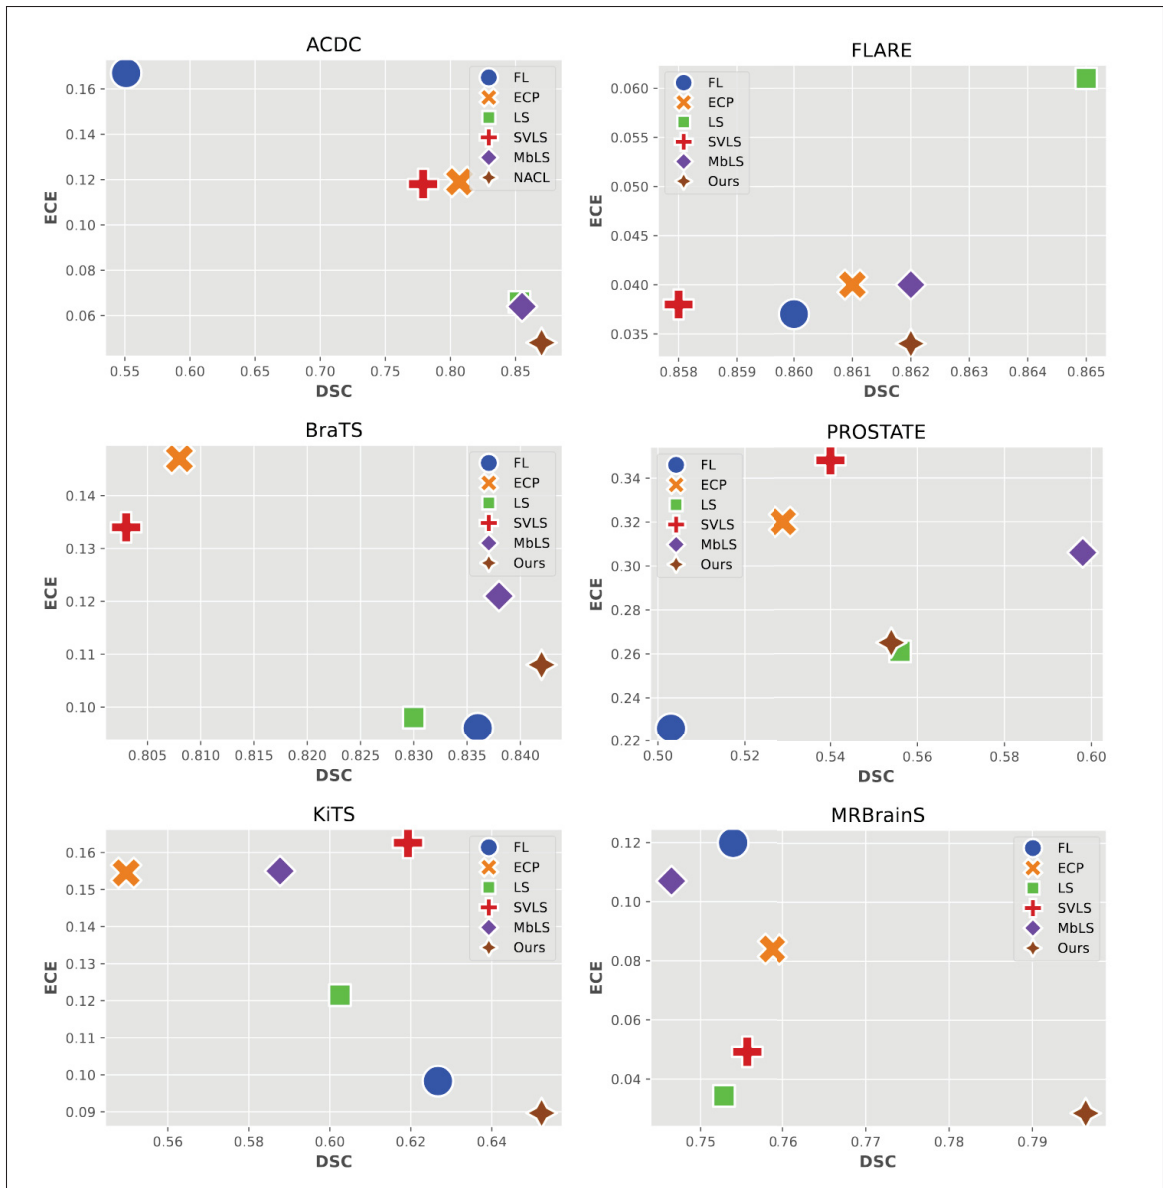 ACDC
0.16
0.14
0.12
0.10
0.08
0.06
ECE
FL
ECP
LS
SVLS
MbLS
NACL
0.55 0.60 0.65 0.70 0.75 0.80 0.85
DSC
FLARE
0.060
0.055
0.050
0.045
0.040
0.035
ECE
FL
ECP
LS
SVLS
MbLS
Ours
0.858 0.859 0.860 0.861 0.862 0.863 0.864 0.865
DSC
BraTS
0.14
0.13
0.12
0.11
0.10
ECE
FL
ECP
LS
SVLS
MbLS
Ours
0.805 0.810 0.815 0.820 0.825 0.830 0.835 0.840
DSC
PROSTATE
0.34
0.32
0.30
0.28
0.26
0.24
0.22
ECE
FL
ECP
LS
SVLS
MbLS
Ours
0.50 0.52 0.54 0.56 0.58 0.60
DSC
KiTS
0.16
0.15
0.14
0.13
0.12
0.11
0.10
0.09
ECE
FL
ECP
LS
SVLS
MbLS
Ours
0.56 0.58 0.60 0.62 0.64
DSC
MRBrainS
0.12
0.10
0.08
0.06
0.04
ECE
FL
ECP
LS
SVLS
MbLS
Ours
0.75 0.76 0.77 0.78 0.79
DSC